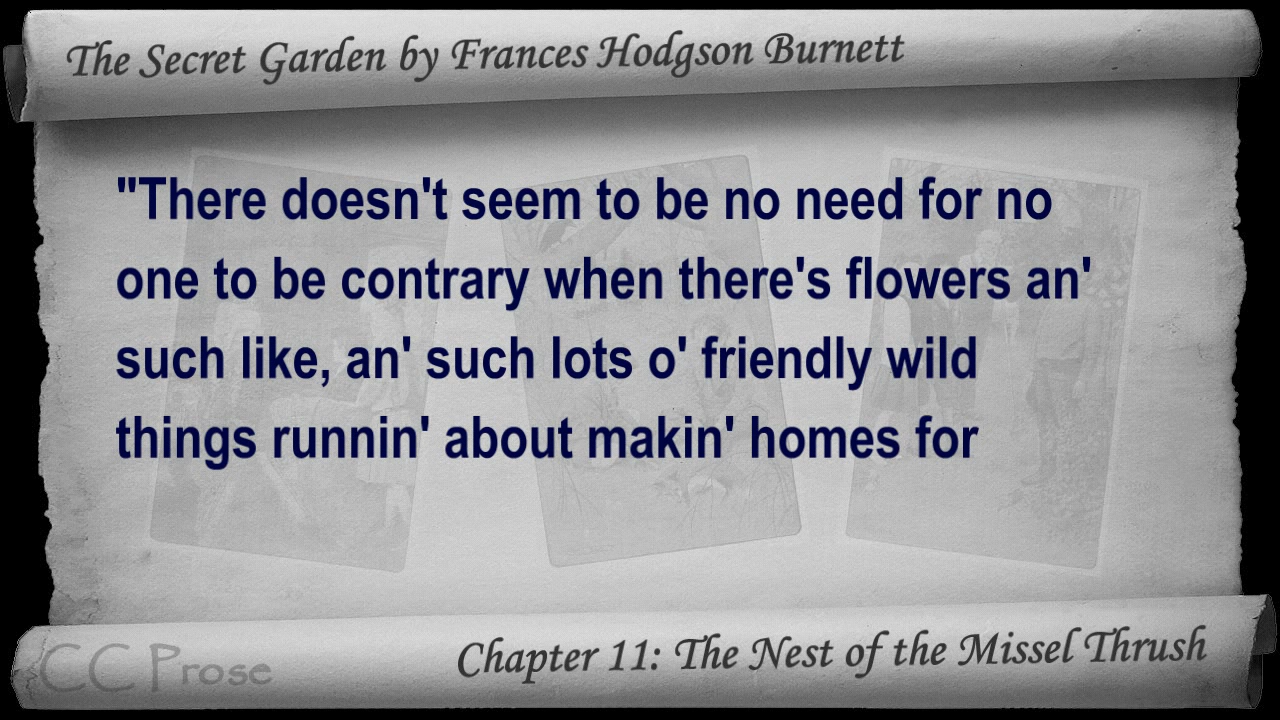 The Secret Garden by Frances Hodgson Burnett
"There doesn't seem to be no need for no
one to be contrary when there's flowers an'
such like, an' such lots o' friendly wild
things runnin' about makin' homes for
Chapter 11: The Nest of the Missel Thrush
CC Prose